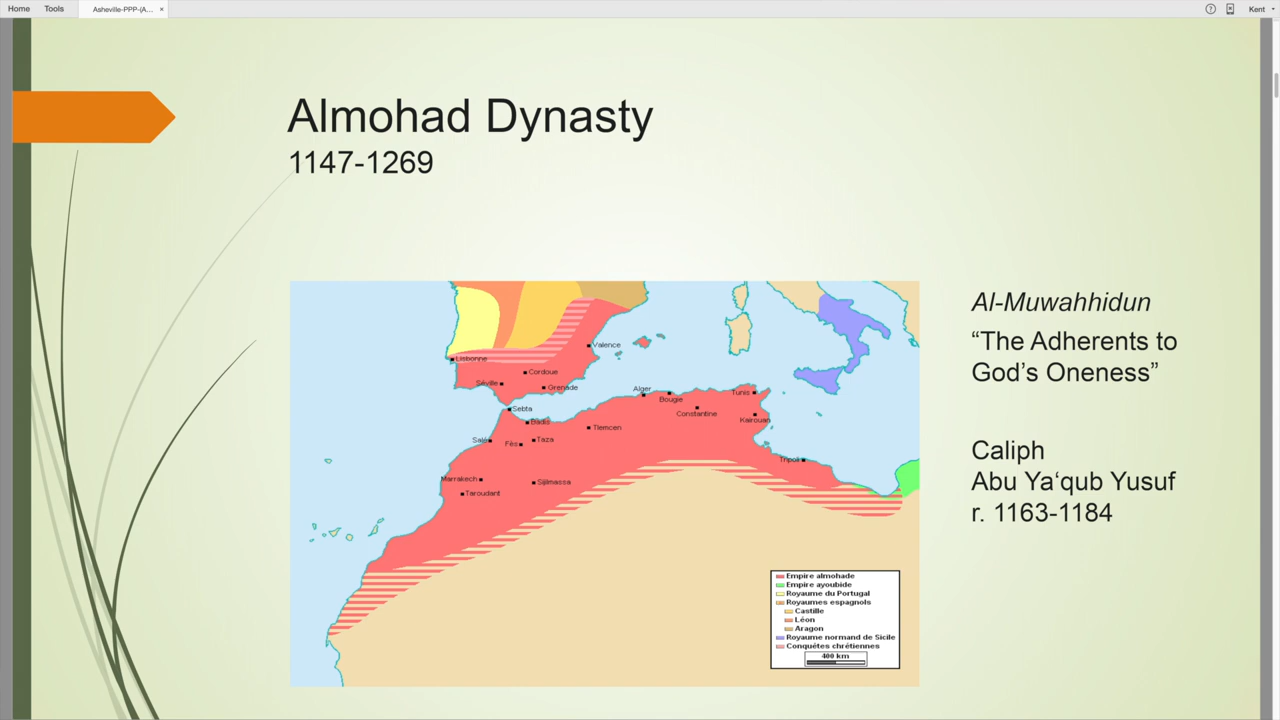 Home Tools Asheville-PPP-(A... × Kent
Almohad Dynasty
1147-1269
Al-Muwahhidun
“The Adherents to
God’s Oneness”
Caliph
Abu Ya‘qub Yusuf
r. 1163-1184
Valence
Lisbonne
Cordoue
Séville
Grenade
Sebta
Badis
Alger
Bougie
Tunis
Constantine
Kairouan
Tlemcen
Salé
Fès
Taza
Tripoli
Marrakech
Sijilmassa
Taroudant
Empire almohade
Empire ayoubide
Royaume du Portugal
Royaumes espagnols
Castille
Léon
Aragon
Royaume normand de Sicile
Conquêtes chrétiennes
400 km